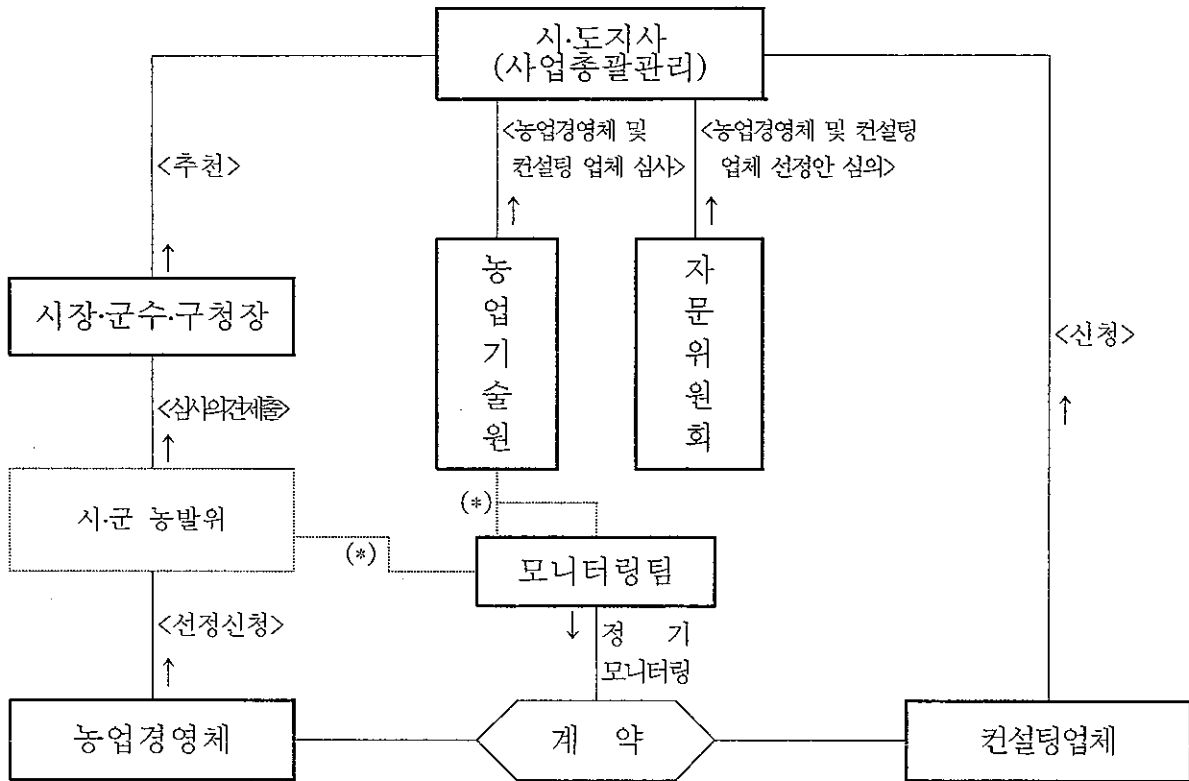 시·도지사
(사업총괄관리)
<농업경영체 및
컨설팅 업체 심사>
<농업경영체 및 컨설팅
업체 선정안 심의>
<추천>
농업기술원
자문위원회
시장·군수·구청장
<신청>
<심사의견제출>
(*)
시·군 농발위
(*)
모니터링팀
<선정신청>
정 기
모니터링
농업경영체
계 약
컨설팅업체